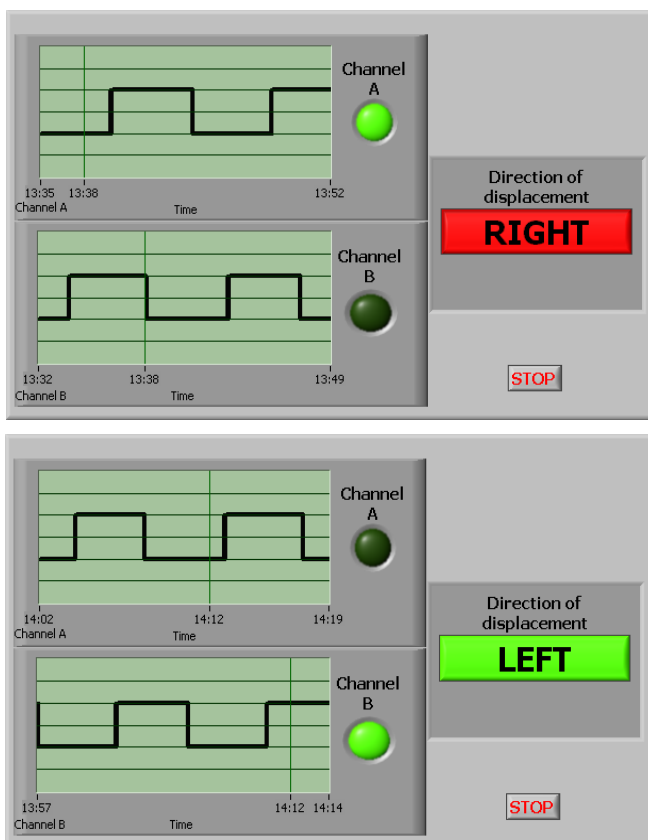 Channel
A
13:35 13:38 13:52
Channel A Time
Channel
B
13:32 13:38 13:49
Channel B Time
Direction of
displacement
RIGHT
STOP
Channel
A
14:02 14:12 14:19
Channel A Time
Channel
B
13:57 14:12 14:14
Channel B Time
Direction of
displacement
LEFT
STOP